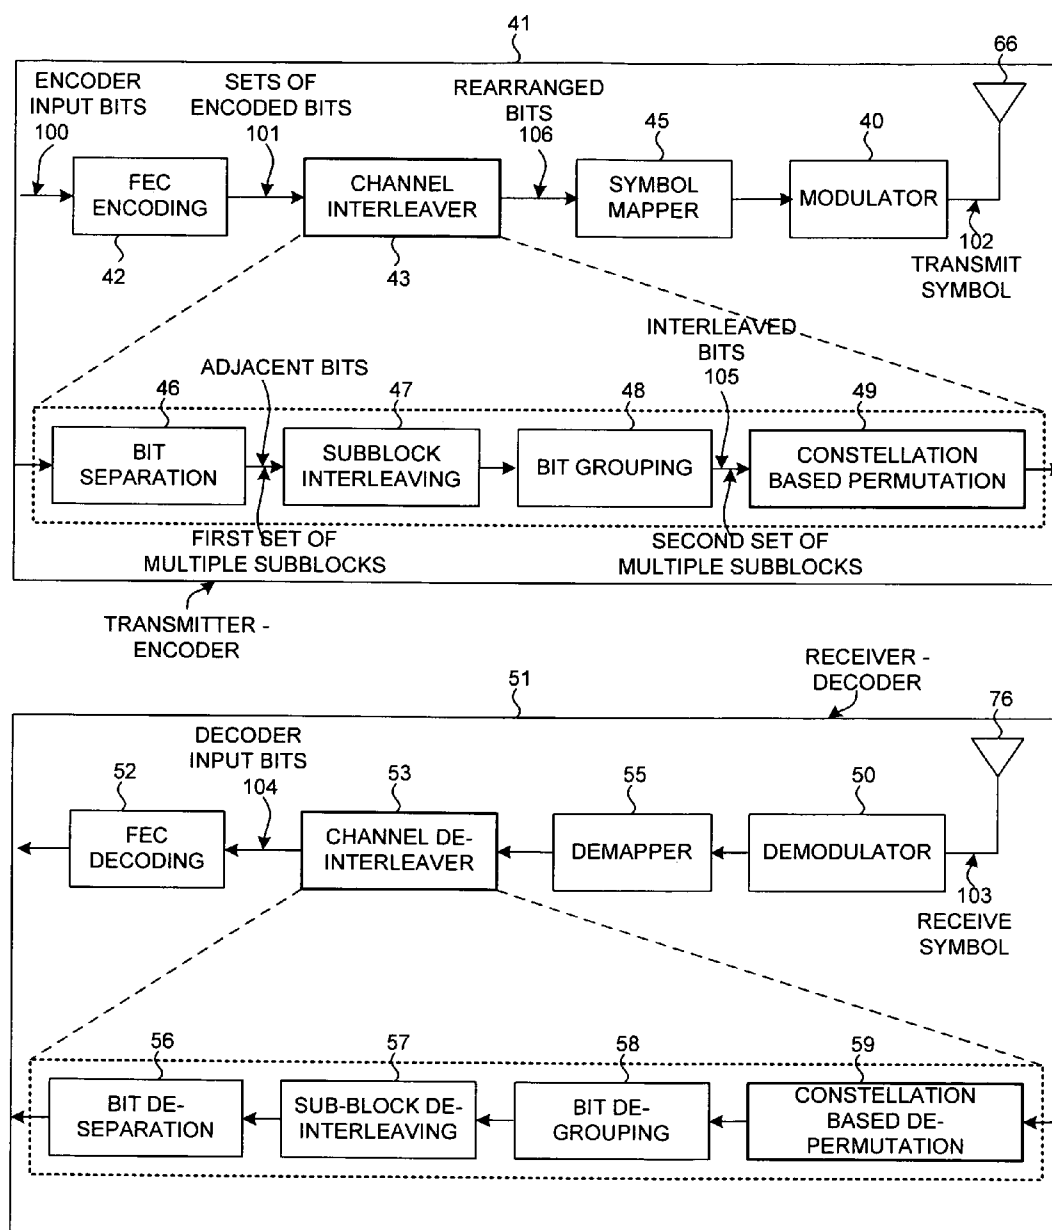 41
66
ENCODER
INPUT BITS
100
SETS OF
ENCODED BITS
101
REARRANGED
BITS
106
45
40
FEC
ENCODING
CHANNEL
INTERLEAVER
SYMBOL
MAPPER
MODULATOR
42
43
102
TRANSMIT
SYMBOL
INTERLEAVED
BITS
105
46
ADJACENT BITS
47
48
49
BIT
SEPARATION
SUBBLOCK
INTERLEAVING
BIT GROUPING
CONSTELLATION
BASED PERMUTATION
FIRST SET OF
MULTIPLE SUBBLOCKS
SECOND SET OF
MULTIPLE SUBBLOCKS
TRANSMITTER -
ENCODER
RECEIVER -
DECODER
51
76
DECODER
INPUT BITS
104
52
53
55
50
FEC
DECODING
CHANNEL DE-
INTERLEAVER
DEMAPPER
DEMODULATOR
103
RECEIVE
SYMBOL
56
57
58
59
BIT DE-
SEPARATION
SUB-BLOCK DE-
INTERLEAVING
BIT DE-
GROUPING
CONSTELLATION
BASED DE-
PERMUTATION